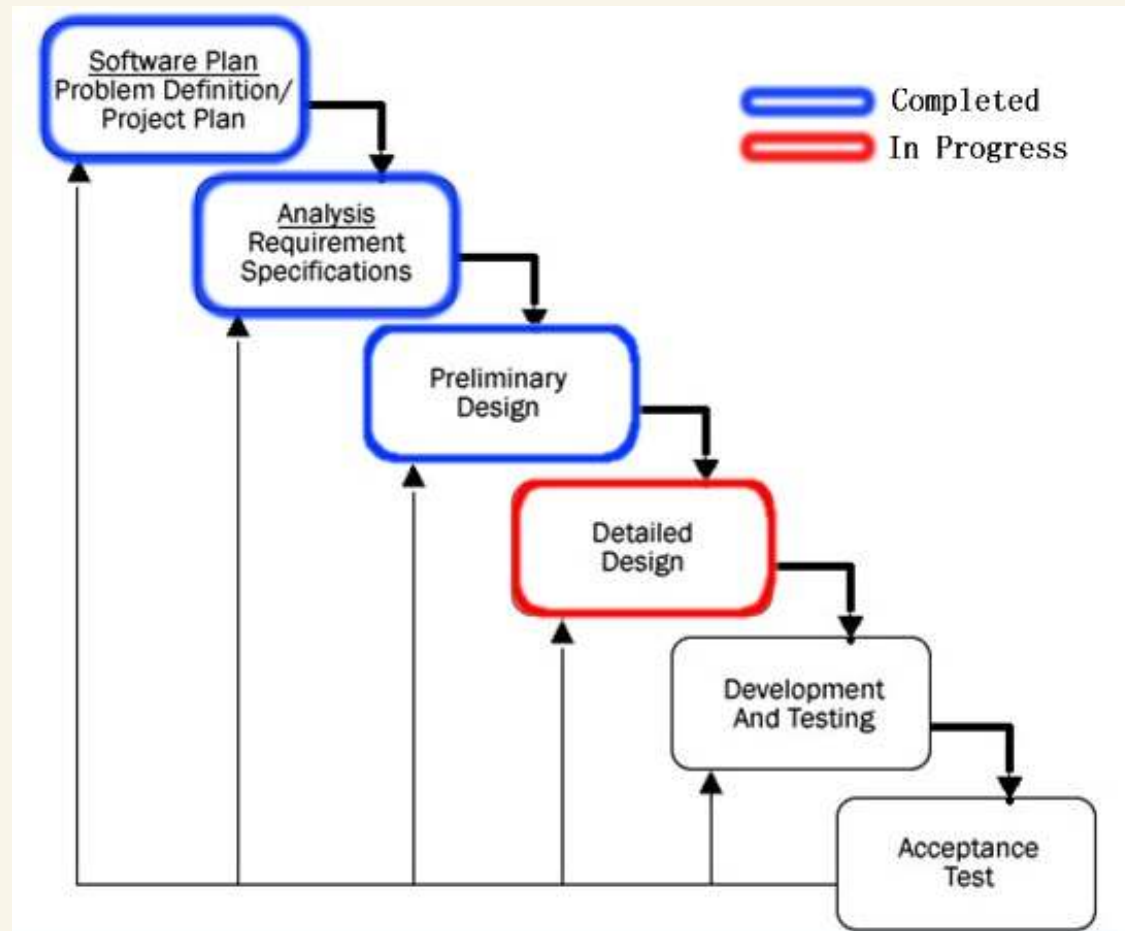 Software Plan
Problem Definition/
Project Plan
Completed
In Progress
Analysis
Requirement
Specifications
Preliminary
Design
Detailed
Design
Development
And Testing
Acceptance
Test